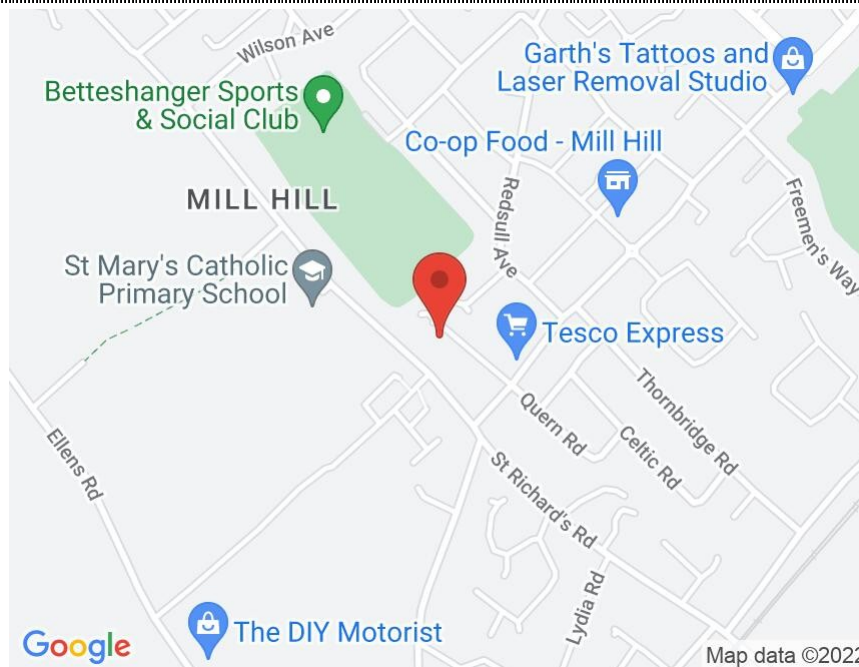 Wilson Ave
Garth's Tattoos and
Laser Removal Studio
Betteshanger Sports
& Social Club
Co-op Food - Mill Hill
MILL HILL
Redsull Ave
Freemen's Way
St Mary's Catholic
Primary School
Tesco Express
Thornbridge Rd
Quern Rd
Celtic Rd
Ellens Rd
St Richard's Rd
Lydia Rd
The DIY Motorist
Google
Map data ©2022